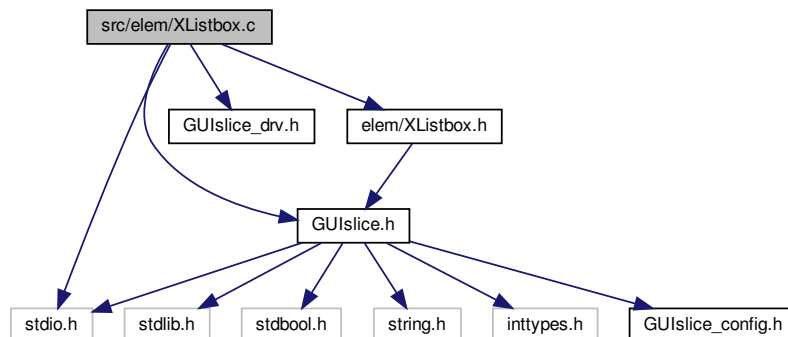 src/elem/XListbox.c
GUIslice_drv.h
elem/XListbox.h
GUIslice.h
stdio.h
stdlib.h
stdbool.h
string.h
inttypes.h
GUIslice_config.h